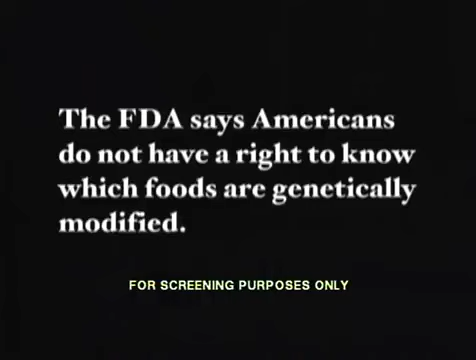 The FDA says Americans
do not have a right to know
which foods are genetically
modified.
FOR SCREENING PURPOSES ONLY